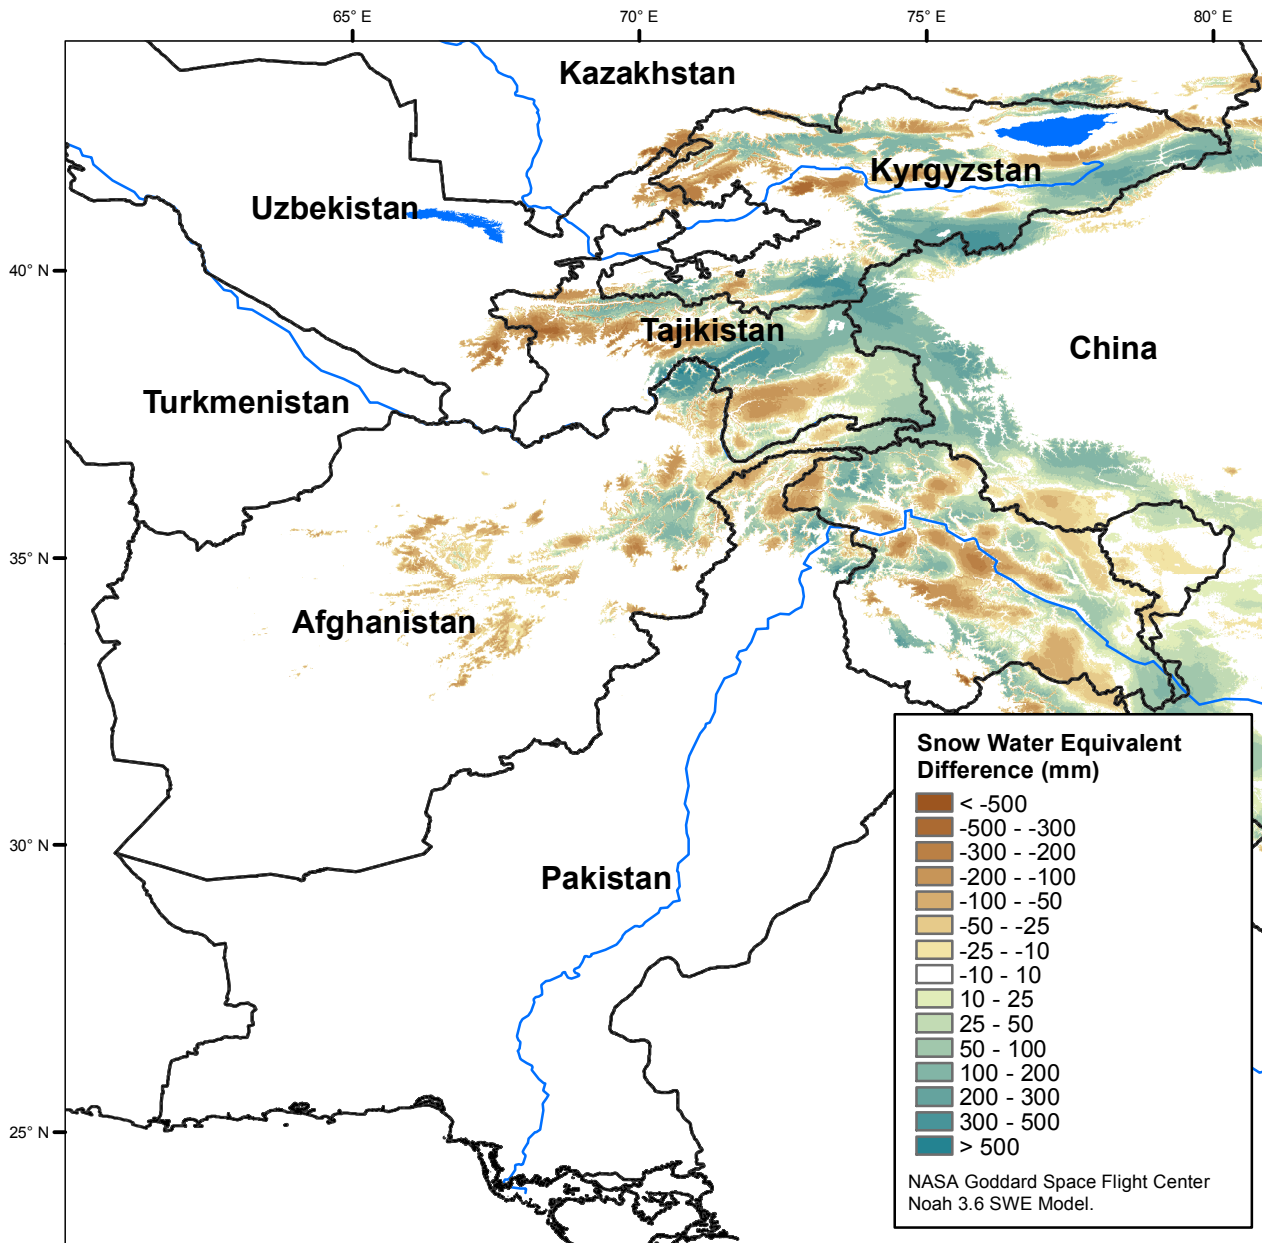 65° E
70° E
75° E
80° E
Kazakhstan
Kyrgyzstan
Uzbekistan
40° N
Tajikistan
China
Turkmenistan
35° N
Afghanistan
Snow Water Equivalent
Difference (mm)
< -500
-500 - -300
-300 - -200
-200 - -100
-100 - -50
-50 - -25
-25 - -10
-10 - 10
10 - 25
25 - 50
50 - 100
100 - 200
200 - 300
300 - 500
> 500
NASA Goddard Space Flight Center
Noah 3.6 SWE Model.
30° N
Pakistan
25° N